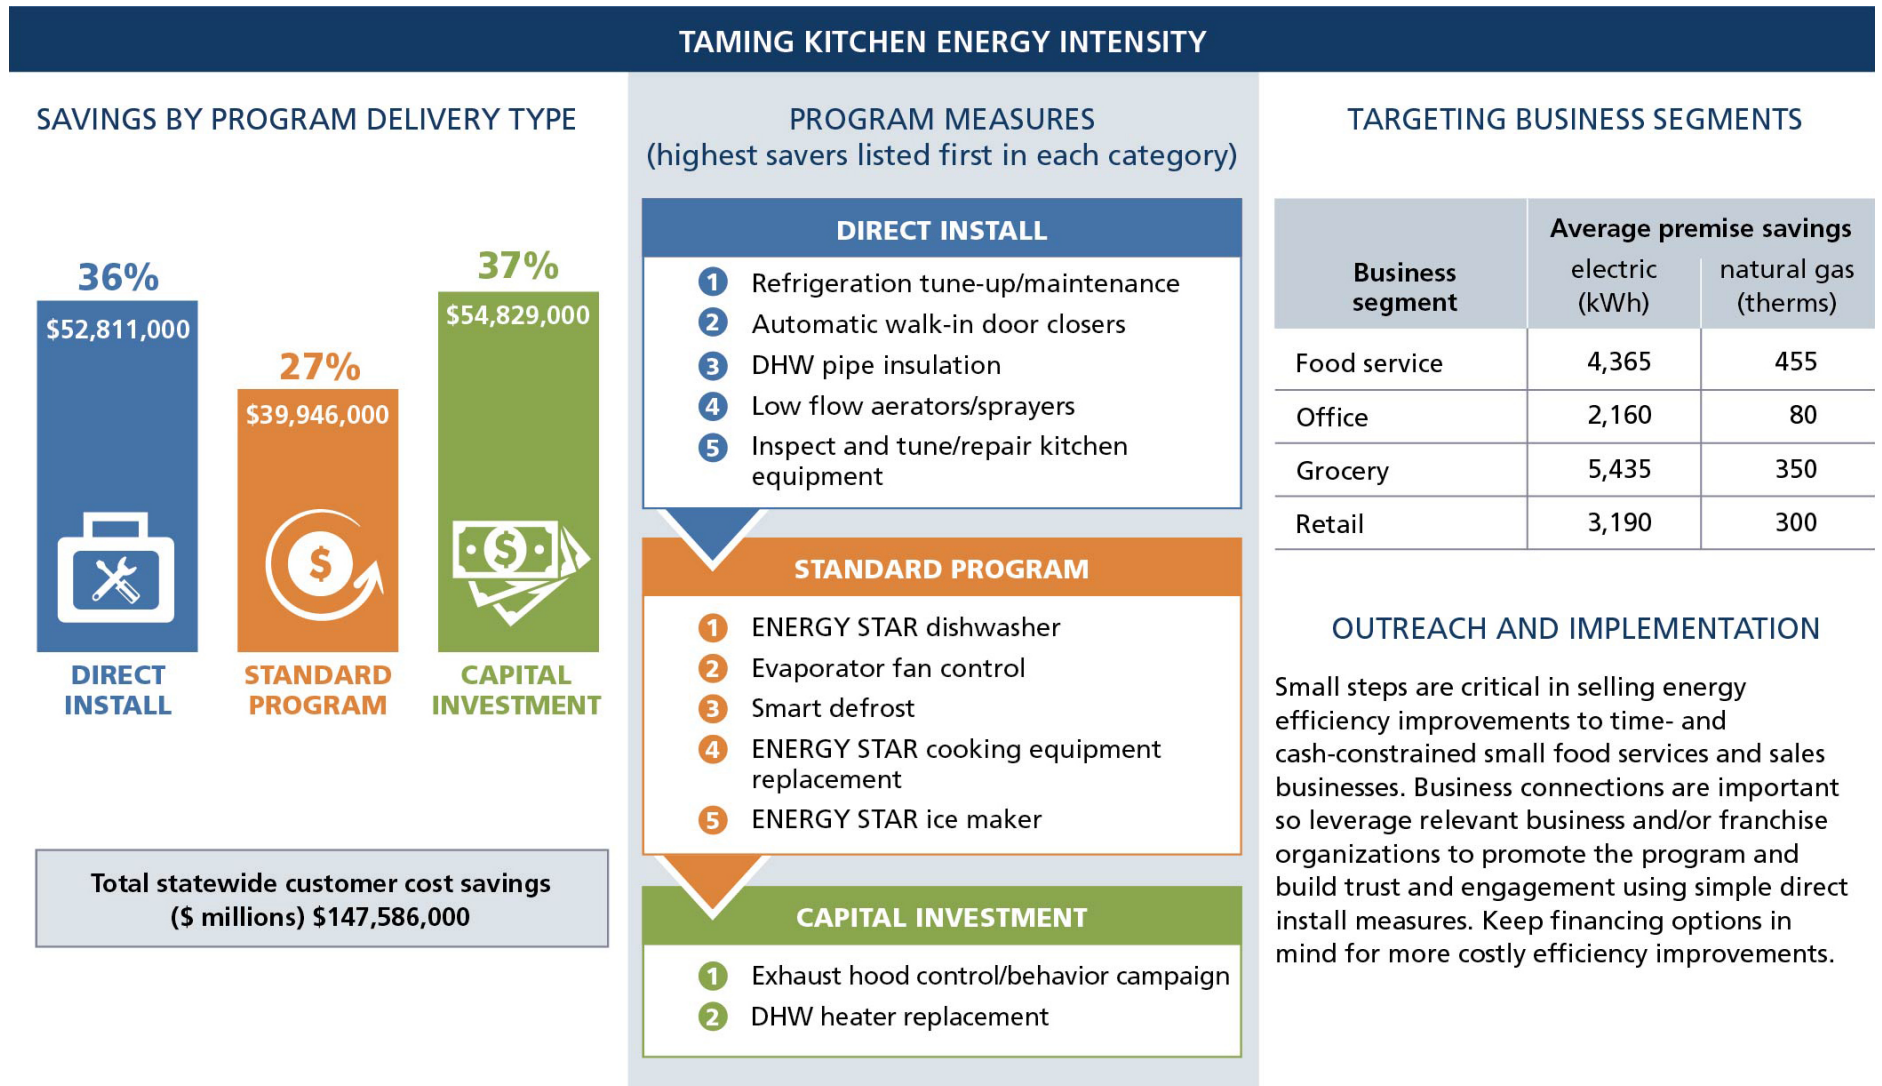 TAMING KITCHEN ENERGY INTENSITY
SAVINGS BY PROGRAM DELIVERY TYPE
36%
$52,811,000
27%
$39,946,000
37%
$54,829,000
$
$
DIRECT
INSTALL
STANDARD
PROGRAM
CAPITAL
INVESTMENT
Total statewide customer cost savings
($ millions) $147,586,000
PROGRAM MEASURES
(highest savers listed first in each category)
DIRECT INSTALL
1 Refrigeration tune-up/maintenance
2 Automatic walk-in door closers
3 DHW pipe insulation
4 Low flow aerators/sprayers
5 Inspect and tune/repair kitchen
equipment
STANDARD PROGRAM
1 ENERGY STAR dishwasher
2 Evaporator fan control
3 Smart defrost
4 ENERGY STAR cooking equipment
replacement
5 ENERGY STAR ice maker
CAPITAL INVESTMENT
1 Exhaust hood control/behavior campaign
2 DHW heater replacement
TARGETING BUSINESS SEGMENTS
Business
segment
Average premise savings
electric
(kWh)
natural gas
(therms)
Food service 4,365 455
Office 2,160 80
Grocery 5,435 350
Retail 3,190 300
OUTREACH AND IMPLEMENTATION
Small steps are critical in selling energy
efficiency improvements to time- and
cash-constrained small food services and sales
businesses. Business connections are important
so leverage relevant business and/or franchise
organizations to promote the program and
build trust and engagement using simple direct
install measures. Keep financing options in
mind for more costly efficiency improvements.